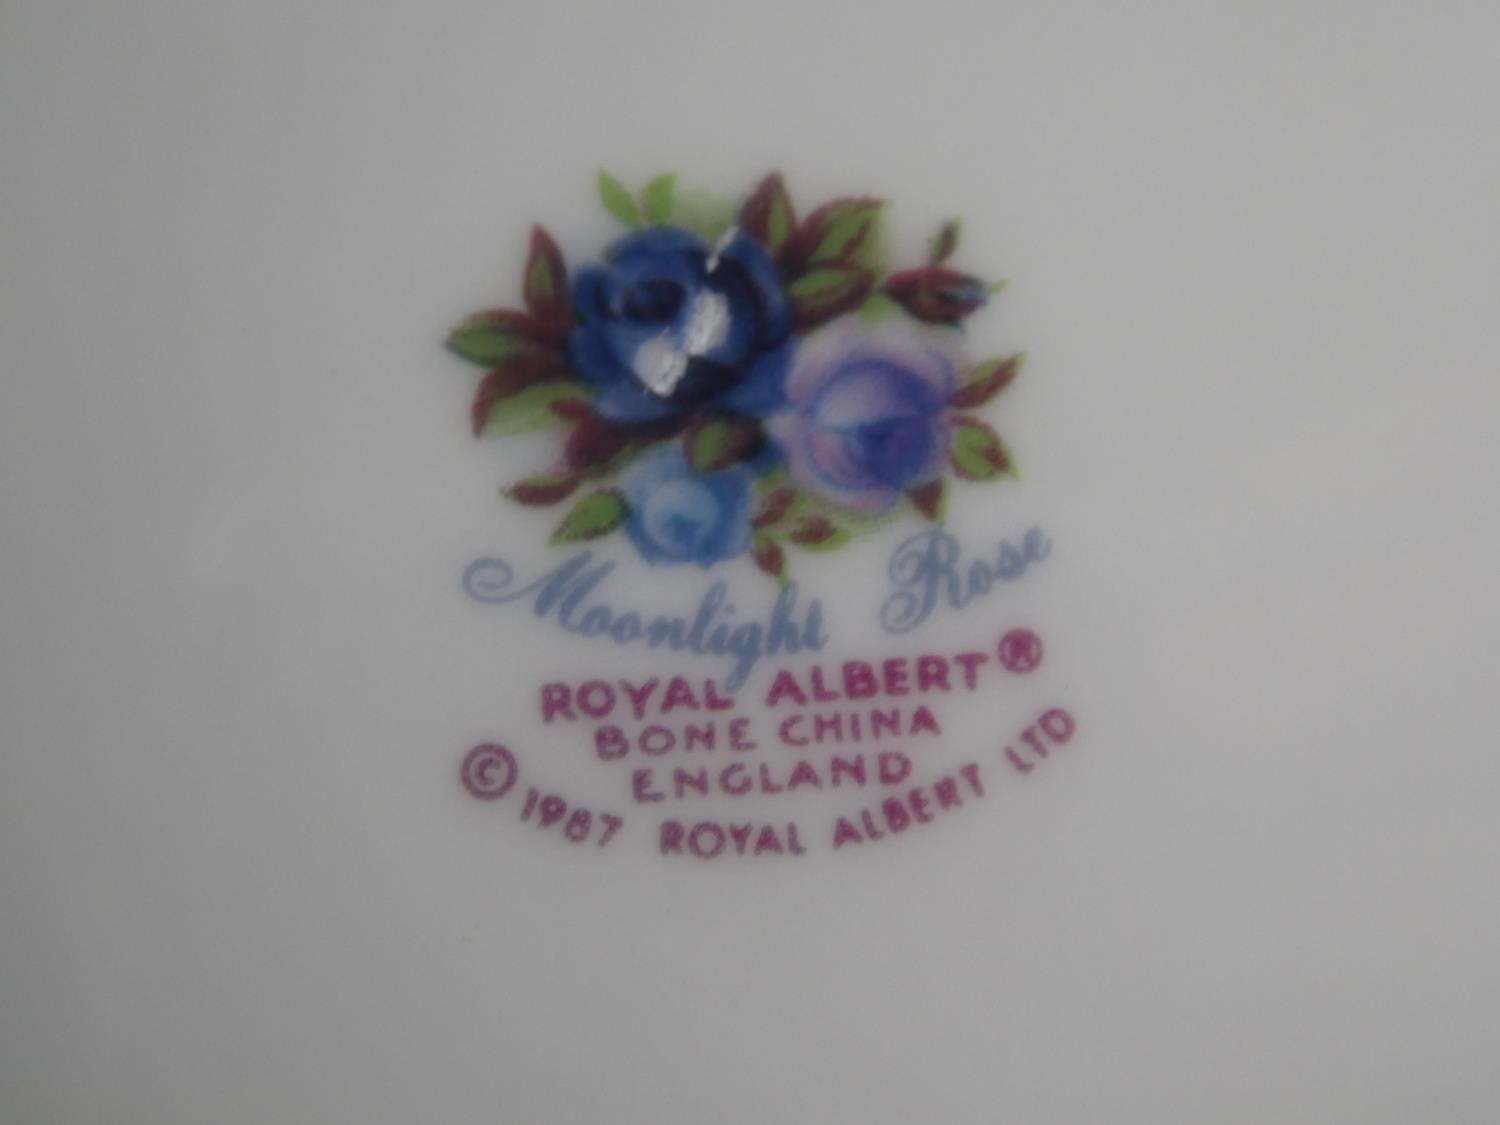 Moonlight Rose
ROYAL ALBERT®
BONE CHINA
ENGLAND
© 1987 ROYAL ALBERT LTD